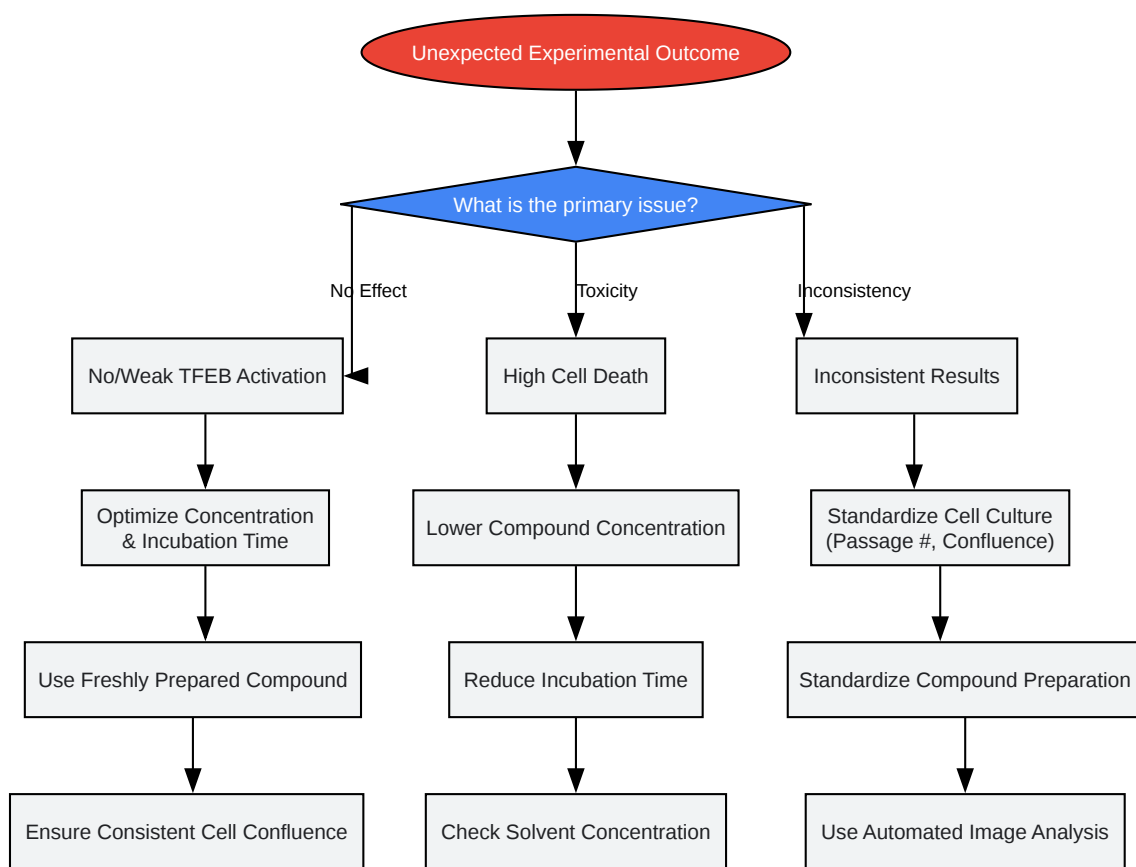 Unexpected Experimental Outcome
What is the primary issue?
No Effect
Toxicity
Inconsistency
No/Weak TFEB Activation
High Cell Death
Inconsistent Results
Optimize Concentration
& Incubation Time
Lower Compound Concentration
Standardize Cell Culture
(Passage #, Confluence)
Use Freshly Prepared Compound
Reduce Incubation Time
Standardize Compound Preparation
Ensure Consistent Cell Confluence
Check Solvent Concentration
Use Automated Image Analysis